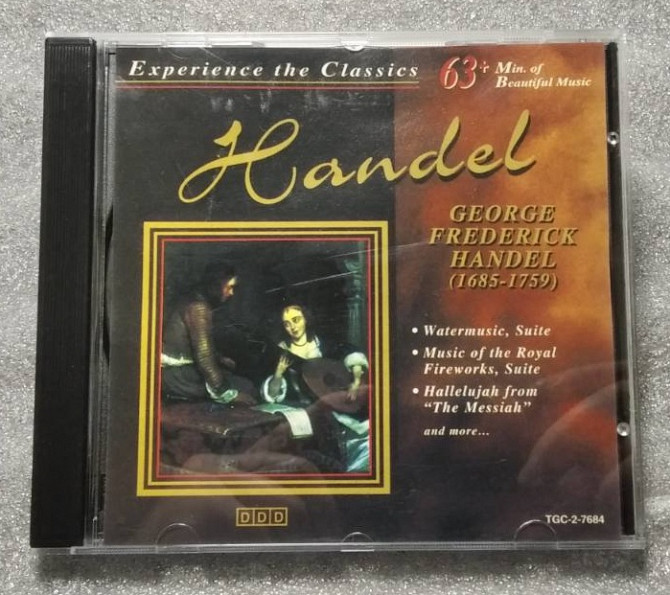 Experience the Classics 63+ Min. of
Beautiful Music
Handel
GEORGE
FREDERICK
HANDEL
(1685-1759)
• Watermusic, Suite
• Music of the Royal
Fireworks, Suite
• Hallelujah from
"The Messiah"
and more...
DDD
TGC-2-7684